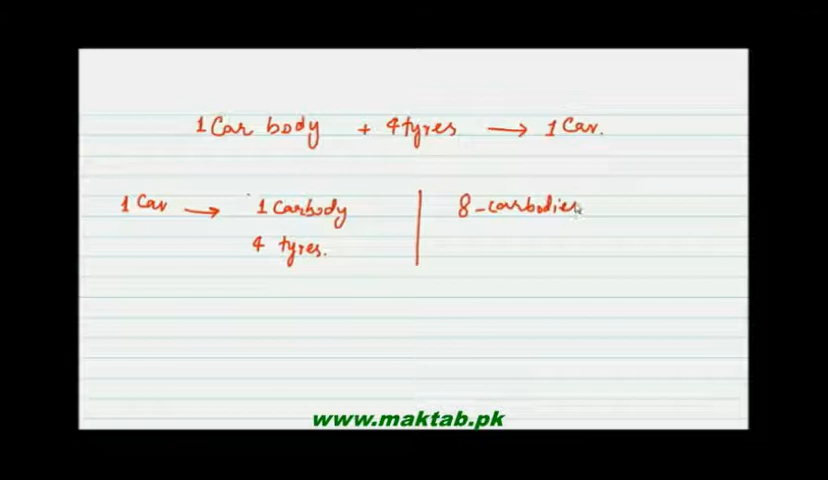 1 Car body + 4 tyres → 1 Car.
1 Car → 1 Carbody | 8 - carbodies
4 tyres.
www.maktab.pk